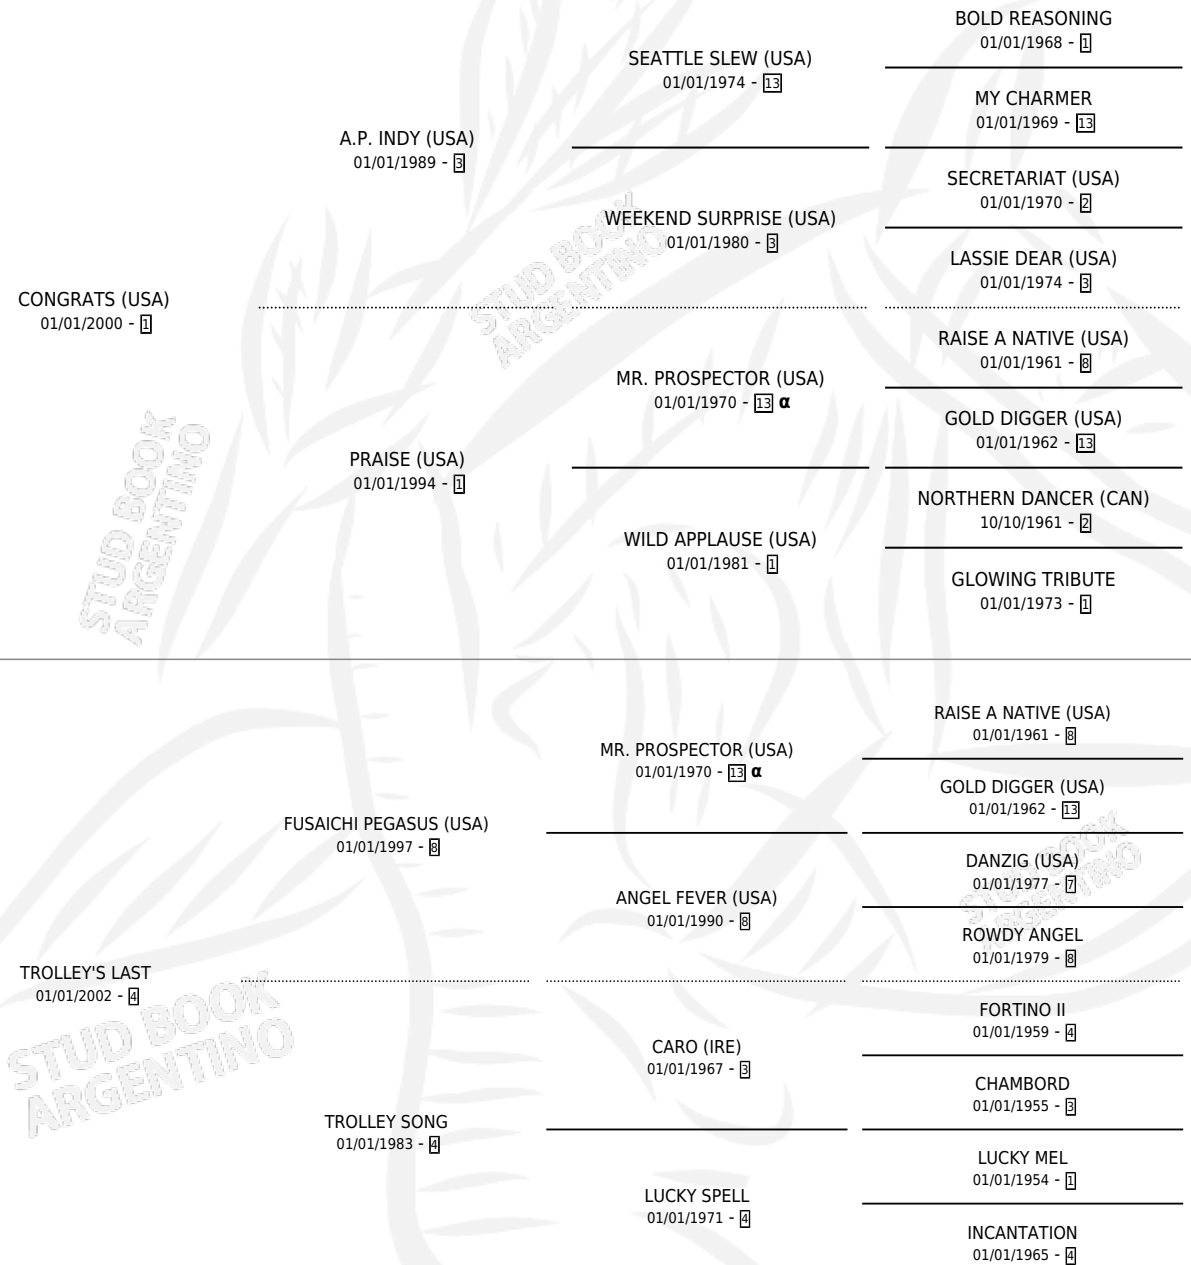 BOLD REASONING
01/01/1968 - 1
SEATTLE SLEW (USA)
01/01/1974 - 13
MY CHARMER
01/01/1969 - 13
A.P. INDY (USA)
01/01/1989 - 3
SECRETARIAT (USA)
01/01/1970 - 2
WEEKEND SURPRISE (USA)
01/01/1980 - 3
LASSIE DEAR (USA)
01/01/1974 - 3
CONGRATS (USA)
01/01/2000 - 1
STUD BOOK
ARGENTINO
RAISE A NATIVE (USA)
01/01/1961 - 8
MR. PROSPECTOR (USA)
01/01/1970 - 13 α
GOLD DIGGER (USA)
01/01/1962 - 13
PRAISE (USA)
01/01/1994 - 1
NORTHERN DANCER (CAN)
10/10/1961 - 2
WILD APPLAUSE (USA)
01/01/1981 - 1
GLOWING TRIBUTE
01/01/1973 - 1
STUD BOOK
ARGENTINO
RAISE A NATIVE (USA)
01/01/1961 - 8
MR. PROSPECTOR (USA)
01/01/1970 - 13 α
GOLD DIGGER (USA)
01/01/1962 - 13
FUSAICHI PEGASUS (USA)
01/01/1997 - 8
DANZIG (USA)
01/01/1977 - 7
ANGEL FEVER (USA)
01/01/1990 - 8
ROWDY ANGEL
01/01/1979 - 8
STUD BOOK
ARGENTINO
TROLLEY'S LAST
01/01/2002 - 4
STUD BOOK
ARGENTINO
FORTINO II
01/01/1959 - 4
CARO (IRE)
01/01/1967 - 3
CHAMBORD
01/01/1955 - 3
TROLLEY SONG
01/01/1983 - 4
LUCKY MEL
01/01/1954 - 1
LUCKY SPELL
01/01/1971 - 4
INCANTATION
01/01/1965 - 4